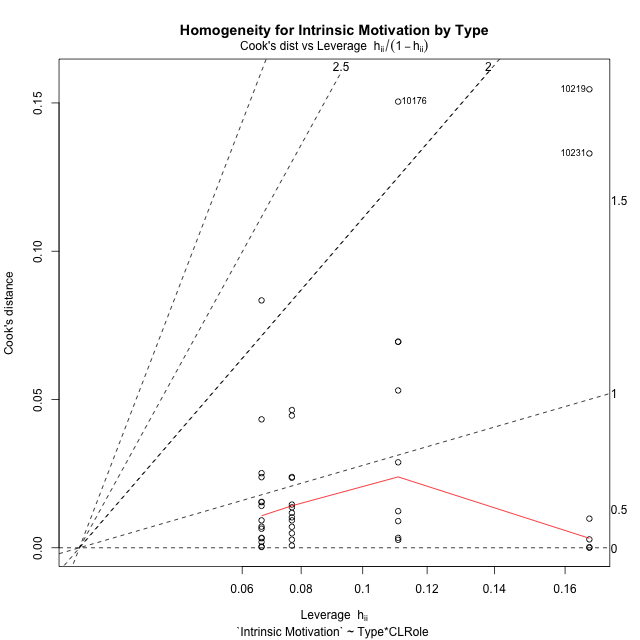 Homogeneity for Intrinsic Motivation by Type
Cook's dist vs Leverage hii/(1 − hii)
2.5
2
0.15
10176
10219
10231
1.5
0.10
Cook's distance
0.05
1
0.5
0.00
0
0.06 0.08 0.1 0.12 0.14 0.16
Leverage hii
`Intrinsic Motivation` ~ Type*CLRole